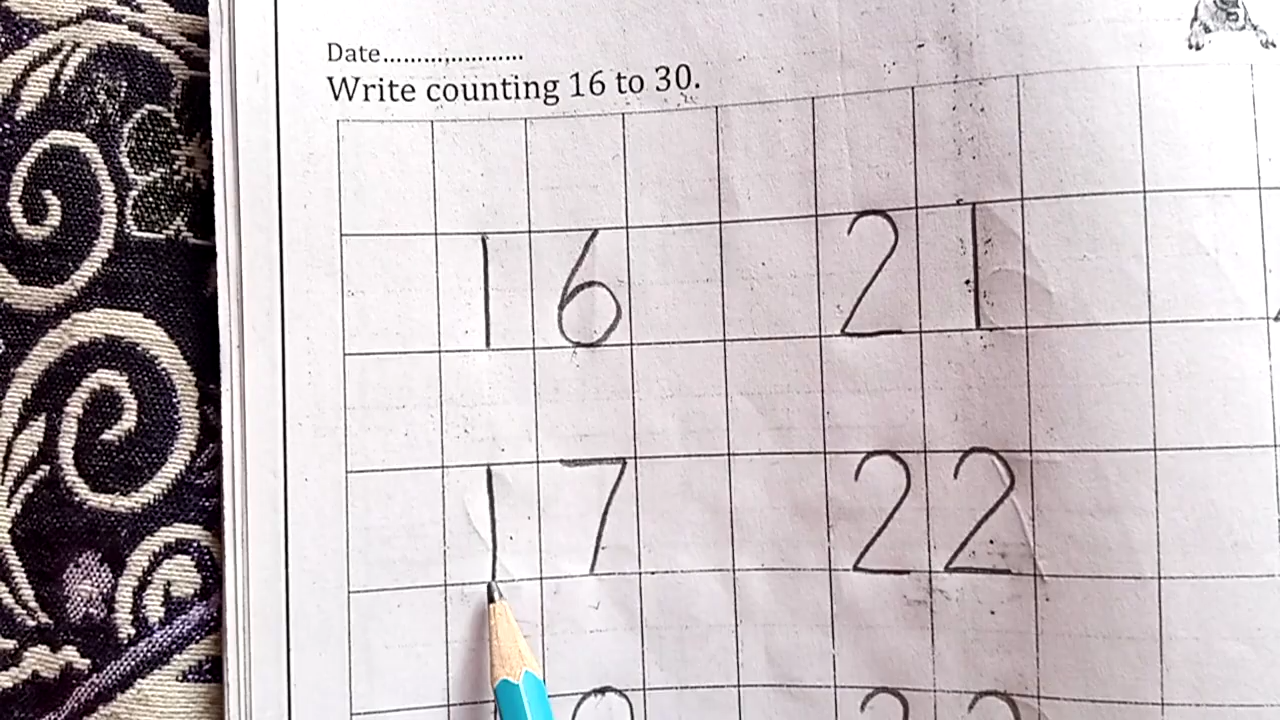 Date.....................
Write counting 16 to 30.
16 21
17 22